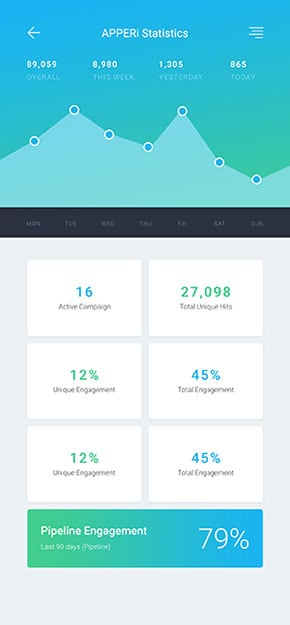 APPERi Statistics
89,059 8,980 1,305 865
OVERALL THIS WEEK YESTERDAY TODAY
MON TUE WED THU FRI SAT SUN
16 27,098
Active Campaign Total Unique Hits
12% 45%
Unique Engagement Total Engagement
12% 45%
Unique Engagement Total Engagement
Pipeline Engagement 79%
Last 90 days (Pipeline)